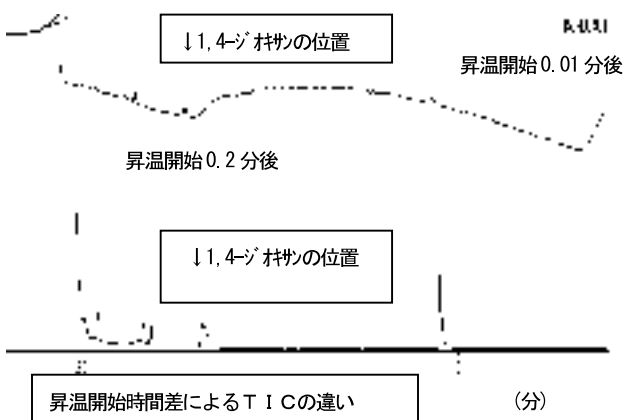 ↓1,4-ジオキサンの位置
昇温開始0.01分後
昇温開始0.2分後
↓1,4-ジオキサンの位置
昇温開始時間差によるTICの違い
(分)